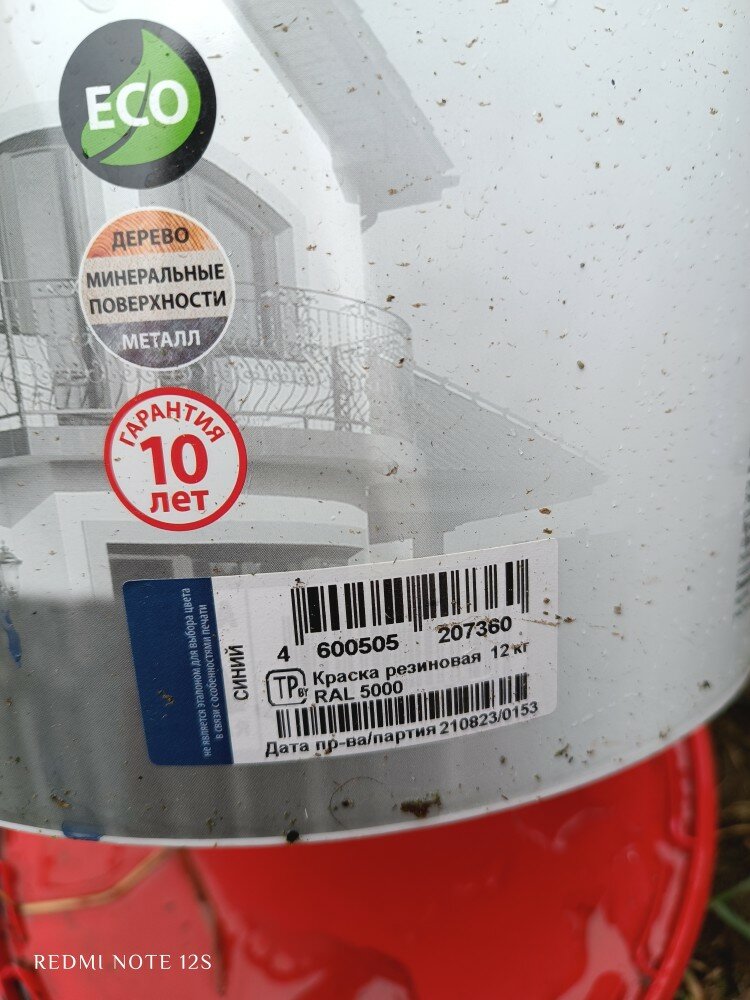 ECO
ДЕРЕВО
МИНЕРАЛЬНЫЕ
ПОВЕРХНОСТИ
МЕТАЛЛ
ГАРАНТИЯ
10
лет
не является эталоном для выбора цвета
в связи с особенностями печати
СИНИЙ
4 600505 207360
Краска резиновая 12 кг
ТР BY RAL 5000
Дата пр-ва/партия 210823/0153
REDMI NOTE 12S